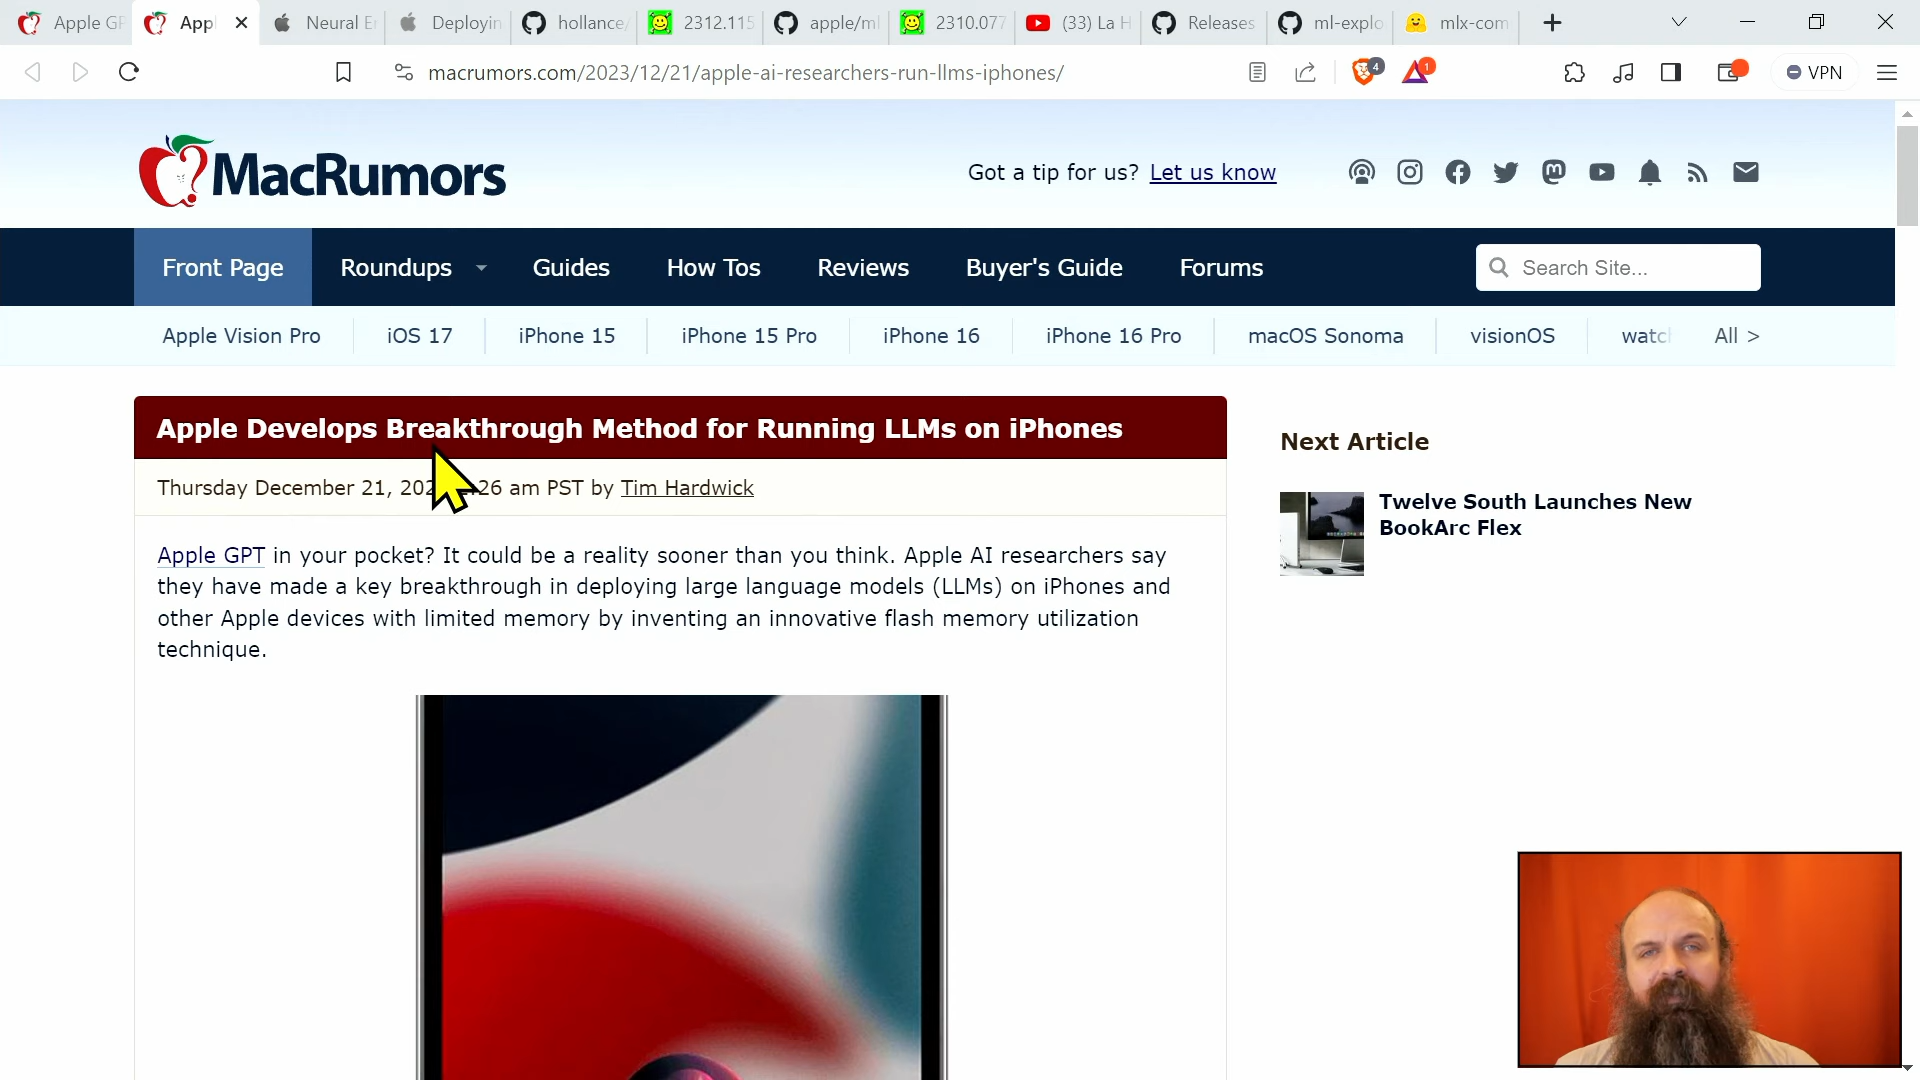 Apple GP
App
Neural E
Deployin
hollance/
2312.115
apple/ml
2310.077
(33) La H
Releases
ml-explo
mlx-com
macrumors.com/2023/12/21/apple-ai-researchers-run-llms-iphones/
4
1
VPN
MacRumors
Got a tip for us? Let us know
Front Page
Roundups
Guides
How Tos
Reviews
Buyer's Guide
Forums
Search Site...
Apple Vision Pro
iOS 17
iPhone 15
iPhone 15 Pro
iPhone 16
iPhone 16 Pro
macOS Sonoma
visionOS
watch
All >
Apple Develops Breakthrough Method for Running LLMs on iPhones
Thursday December 21, 202 :26 am PST by Tim Hardwick
Apple GPT in your pocket? It could be a reality sooner than you think. Apple AI researchers say
they have made a key breakthrough in deploying large language models (LLMs) on iPhones and
other Apple devices with limited memory by inventing an innovative flash memory utilization
technique.
Next Article
Twelve South Launches New
BookArc Flex